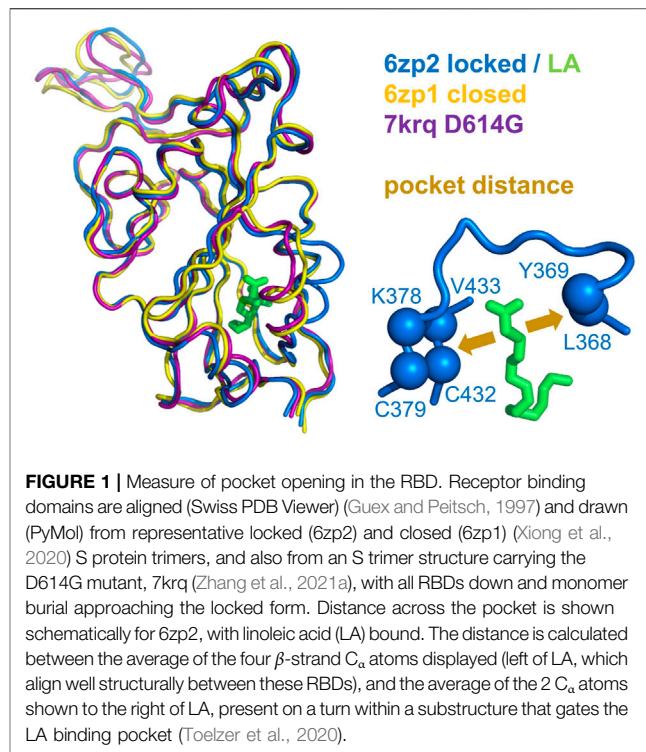 6zp2 locked / LA
6zp1 closed
7krq D614G
pocket distance
Y369
V433
K378
L368
C432
C379
FIGURE 1 | Measure of pocket opening in the RBD. Receptor binding
domains are aligned (Swiss PDB Viewer) (Guex and Peitsch, 1997) and drawn
(PyMol) from representative locked (6zp2) and closed (6zp1) (Xiong et al.,
2020) S protein trimers, and also from an S trimer structure carrying the
D614G mutant, 7krq (Zhang et al., 2021a), with all RBDs down and monomer
burial approaching the locked form. Distance across the pocket is shown
schematically for 6zp2, with linoleic acid (LA) bound. The distance is calculated
between the average of the four β-strand Cα atoms displayed (left of LA, which
align well structurally between these RBDs), and the average of the 2 Cα atoms
shown to the right of LA, present on a turn within a substructure that gates the
LA binding pocket (Toelzer et al., 2020).